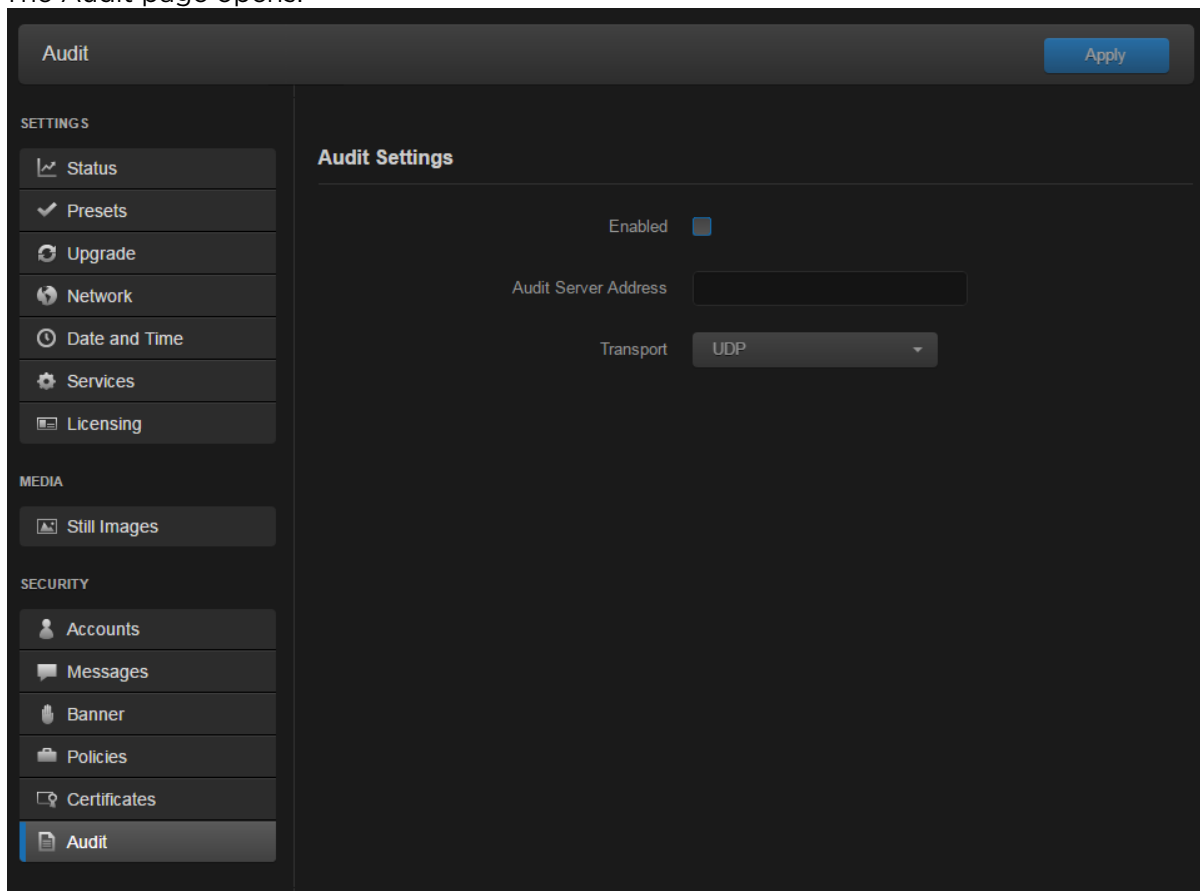 The Audit page opens.
Audit
Apply
SETTINGS
Status
Presets
Upgrade
Network
Date and Time
Services
Licensing
MEDIA
Still Images
SECURITY
Accounts
Messages
Banner
Policies
Certificates
Audit
Audit Settings
Enabled
Audit Server Address
Transport UDP